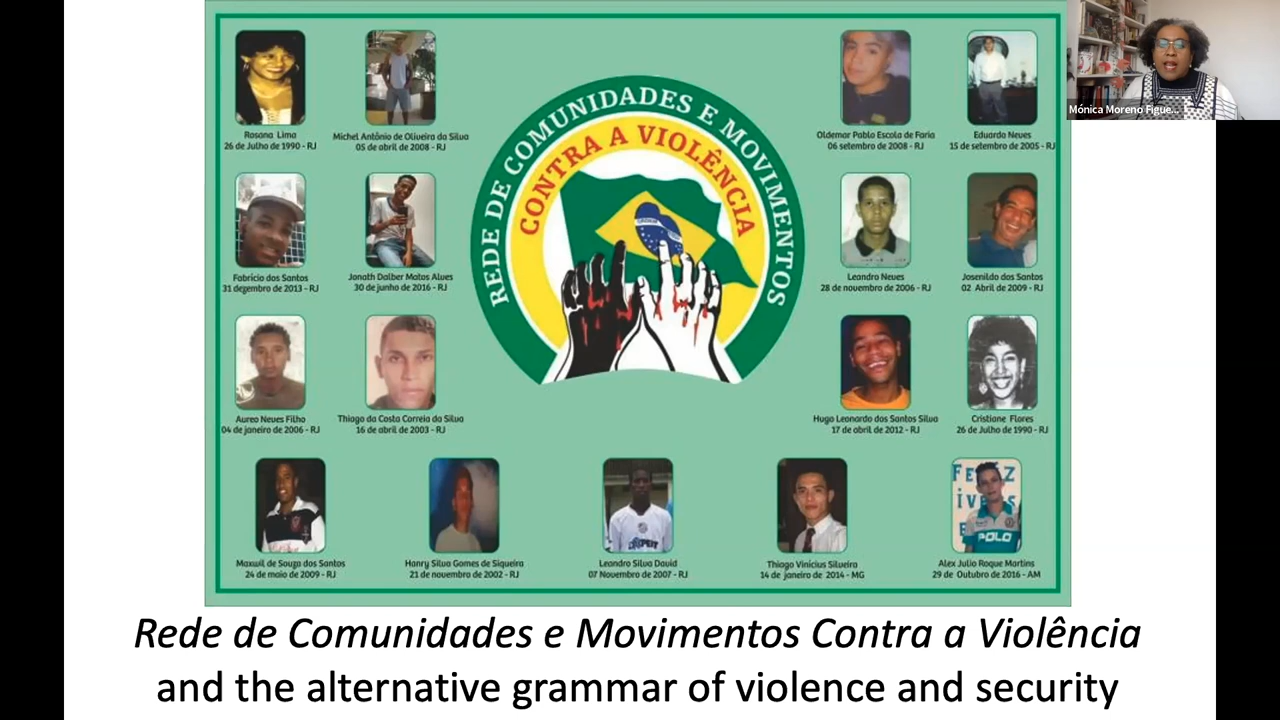 REDE DE COMUNIDADES E MOVIMENTOS
CONTRA A VIOLÊNCIA
Mónica Moreno Figue...
Rosana Lima
26 de Julho de 1990 - RJ
Michel Antônio de Oliveira da Silva
05 de abril de 2008 - RJ
Oldemar Pablo Escola de Faria
06 setembro de 2008 - RJ
Eduardo Neves
15 de setembro de 2005 - RJ
Fabrício dos Santos
31 dezembro de 2013 - RJ
Jonath Dalber Matos Alves
30 de junho de 2016 - RJ
Leandro Neves
28 de novembro de 2006 - RJ
Josenildo dos Santos
02 Abril de 2009 - RJ
Aureo Neves Filho
04 de janeiro de 2006 - RJ
Thiago da Costa Correia da Silva
16 de abril de 2003 - RJ
Hugo Leonardo dos Santos Silva
17 de abril de 2012 - RJ
Cristiane Flores
26 de Julho de 1990 - RJ
Maxwil de Souza dos Santos
24 de maio de 2009 - RJ
Hanry Silva Gomes de Siqueira
21 de novembro de 2002 - RJ
Leandro Silva David
07 Novembro de 2007 - RJ
Thiago Vinícius Silveira
14 de janeiro de 2014 - MG
POLO
Alex Julio Roque Martins
29 de Outubro de 2016 - AM
Rede de Comunidades e Movimentos Contra a Violência
and the alternative grammar of violence and security